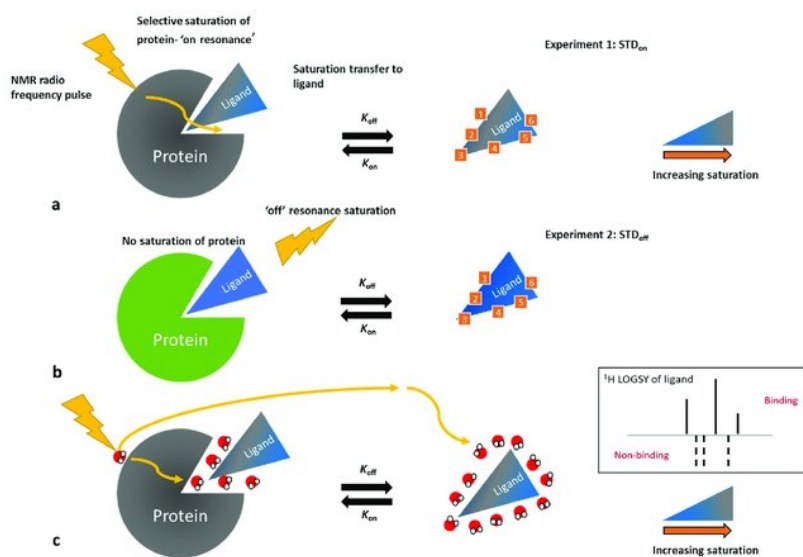 Selective saturation of
protein- 'on resonance'
NMR radio
frequency pulse
Ligand
Protein
Saturation transfer to
ligand
Koff
Kon
Experiment 1: STDon
1
2
3
4
5
6
Ligand
Increasing saturation
a
'off' resonance saturation
No saturation of protein
Ligand
Protein
Koff
Kon
Experiment 2: STDoff
1
2
3
4
5
6
Ligand
b
Ligand
Protein
Koff
Kon
Ligand
¹H LOGSY of ligand
Binding
Non-binding
Increasing saturation
c